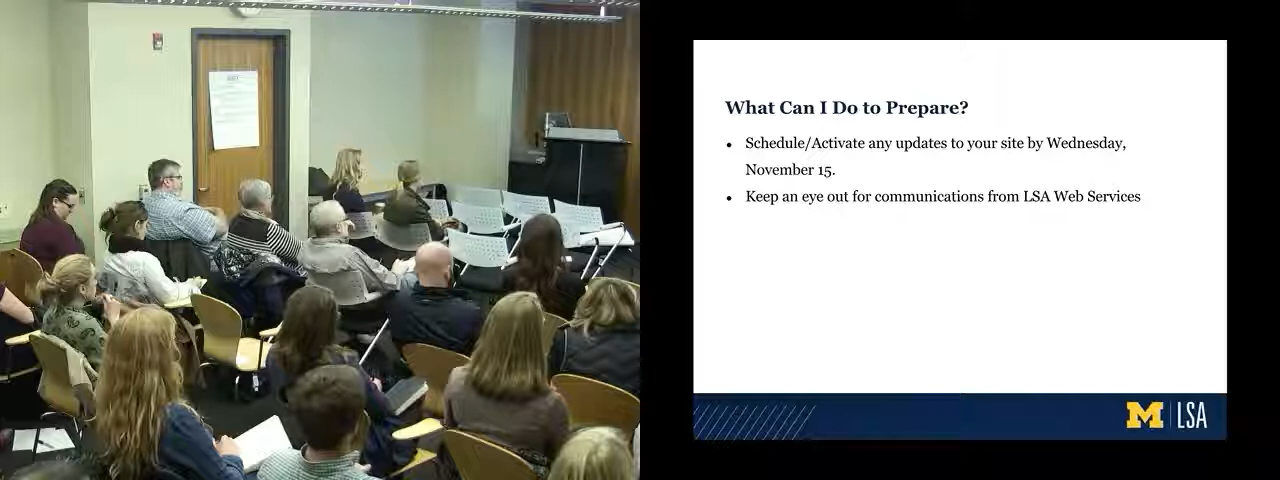 What Can I Do to Prepare?
• Schedule/Activate any updates to your site by Wednesday,
November 15.
• Keep an eye out for communications from LSA Web Services
M LSA